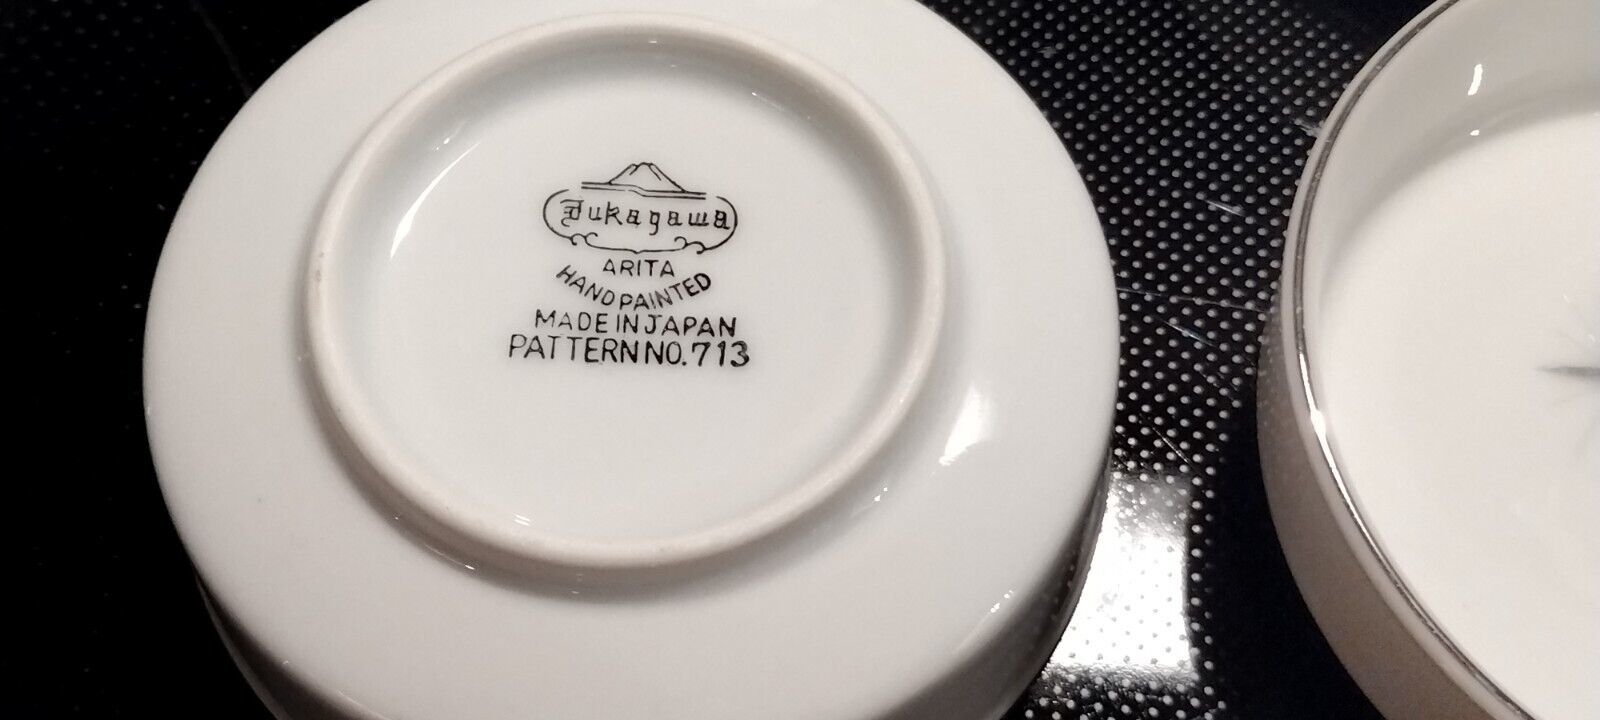 Fukagawa
ARITA
HAND PAINTED
MADE IN JAPAN
PATTERN NO. 713